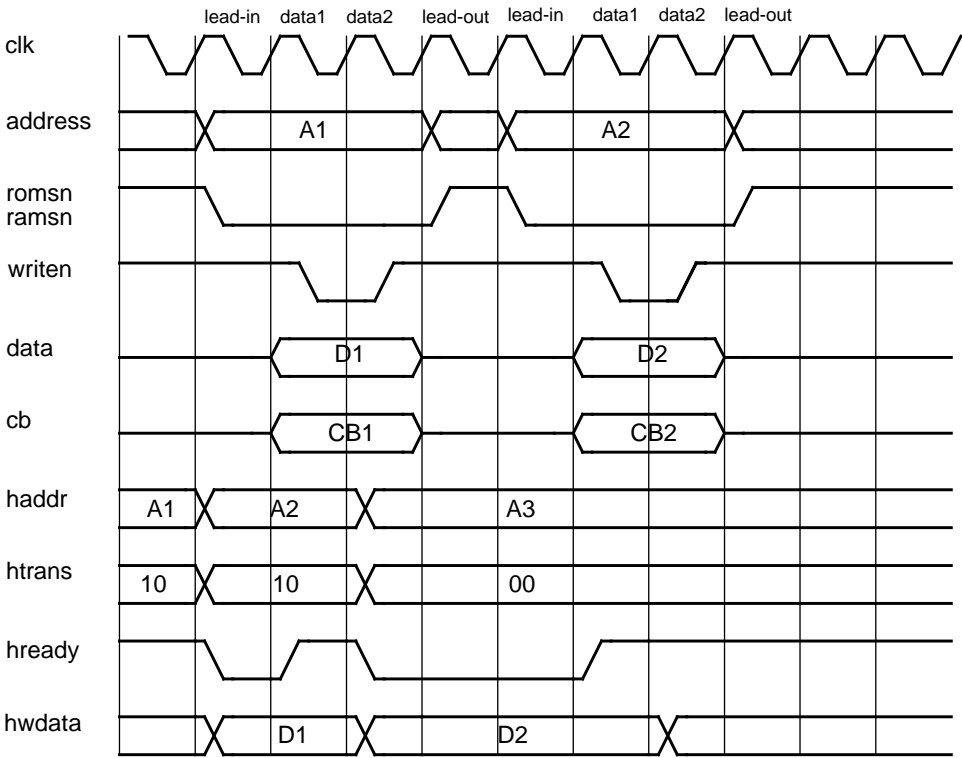 lead-in data1 data2 lead-out lead-in data1 data2 lead-out
clk
address A1 A2
romsn
ramsn
writen
data D1 D2
cb CB1 CB2
haddr A1 A2 A3
htrans 10 10 00
hready
hwdata D1 D2